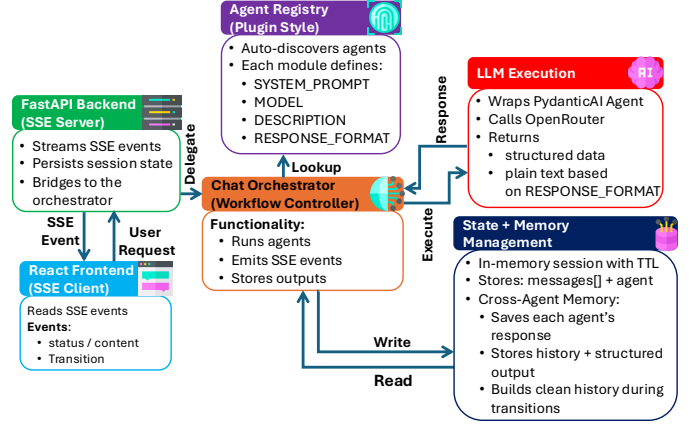 Agent Registry
(Plugin Style)
• Auto-discovers agents
• Each module defines:
• SYSTEM_PROMPT
• MODEL
• DESCRIPTION
• RESPONSE_FORMAT
LLM Execution
AI
• Wraps PydanticAI Agent
• Calls OpenRouter
• Returns
• structured data
• plain text based
on RESPONSE_FORMAT
FastAPI Backend
(SSE Server)
• Streams SSE events
• Persists session state
• Bridges to the
orchestrator
Delegate
Lookup
Response
Execute
Chat Orchestrator
(Workflow Controller)
Functionality:
• Runs agents
• Emits SSE events
• Stores outputs
SSE
Event
User
Request
React Frontend
(SSE Client)
Reads SSE events
Events:
• status / content
• Transition
State + Memory
Management
• In-memory session with TTL
• Stores: messages[] + agent
• Cross-Agent Memory:
• Saves each agent's
response
• Stores history + structured
output
• Builds clean history during
transitions
Write
Read